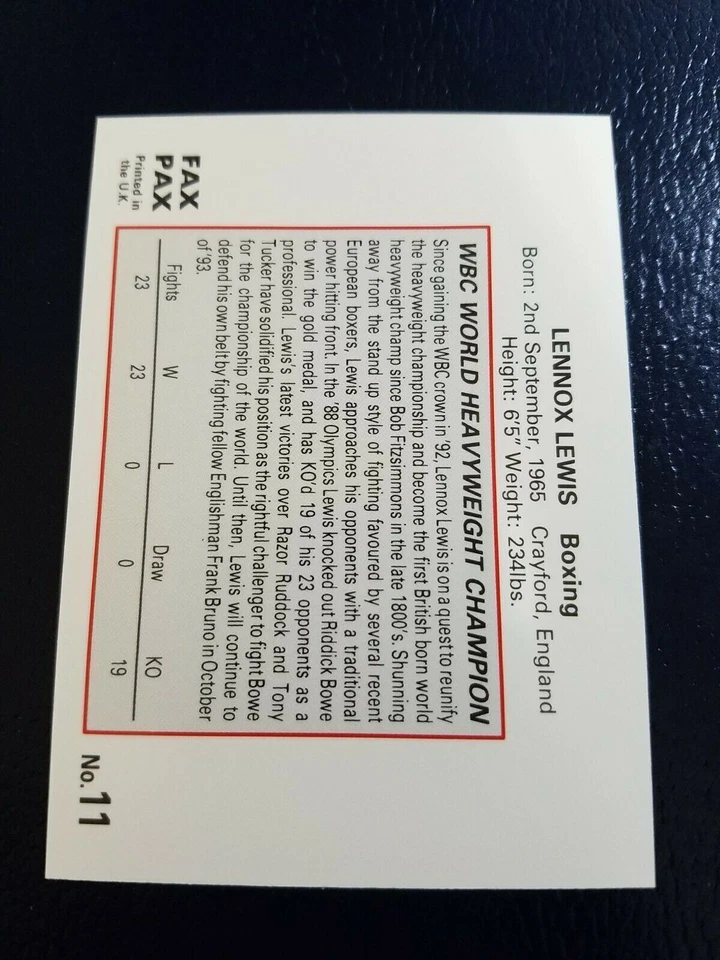 LENNOX LEWIS Boxing
Born: 2nd September, 1965 Crayford, England
Height: 6'5" Weight: 234lbs.
WBC WORLD HEAVYWEIGHT CHAMPION
Since gaining the WBC crown in '92, Lennox Lewis is on a quest to reunify
the heavyweight championship and become the first British born world
heavyweight champ since Bob Fitzsimmons in the late 1800's. Shunning
away from the stand up style of fighting favoured by several recent
European boxers, Lewis approaches his opponents with a traditional
power hitting front. In the '88 Olympics Lewis knocked out Riddick Bowe
to win the gold medal, and has KO'd 19 of his 23 opponents as a
professional. Lewis's latest victories over Razor Ruddock and Tony
Tucker have solidified his position as the rightful challenger to fight Bowe
for the championship of the world. Until then, Lewis will continue to
defend his own belt by fighting fellow Englishman Frank Bruno in October
of '93.
Fights W L Draw KO
23 23 0 0 19
FAX
PAX
Printed in
the U.K.
No. 11